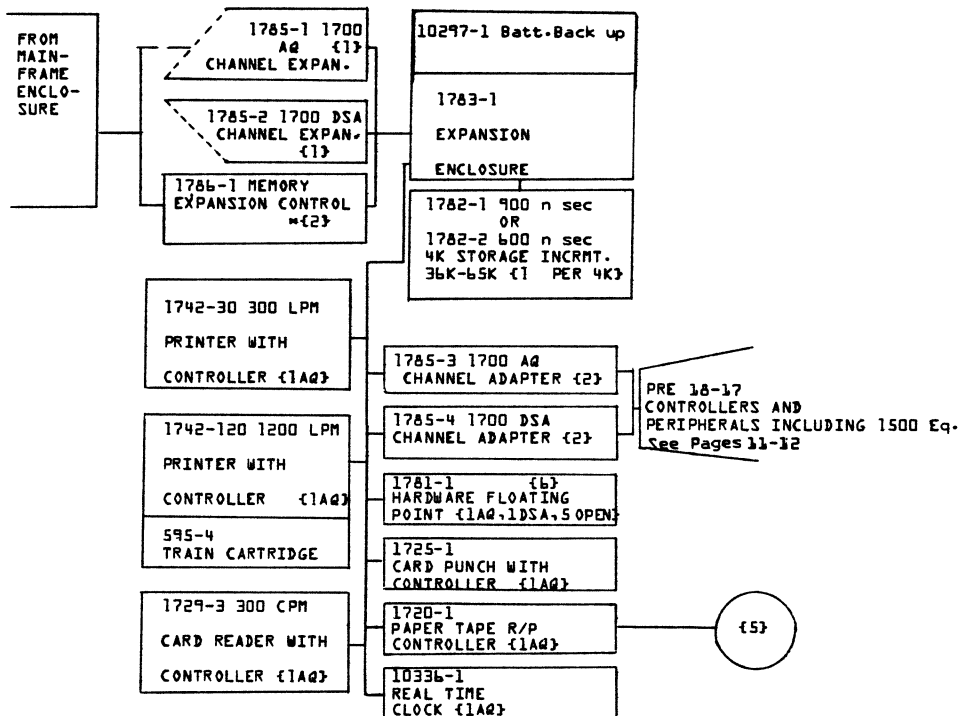 FROM
MAIN-
FRAME
ENCLO-
SURE
1785-1 1700
AQ {1}
CHANNEL EXPAN.
1785-2 1700 DSA
CHANNEL EXPAN.
{1}
1786-1 MEMORY
EXPANSION CONTROL
*{2}
10297-1 Batt.Back up
1783-1
EXPANSION
ENCLOSURE
1782-1 900 n sec
OR
1782-2 600 n sec
4K STORAGE INCRMT.
36K-65K {1 PER 4K}
1742-30 300 LPM
PRINTER WITH
CONTROLLER {1AQ}
1742-120 1200 LPM
PRINTER WITH
CONTROLLER {1AQ}
595-4
TRAIN CARTRIDGE
1729-3 300 CPM
CARD READER WITH
CONTROLLER {1AQ}
1785-3 1700 AQ
CHANNEL ADAPTER {2}
1785-4 1700 DSA
CHANNEL ADAPTER {2}
1781-1 {6}
HARDWARE FLOATING
POINT {1AQ,1DSA,5 OPEN}
1725-1
CARD PUNCH WITH
CONTROLLER {1AQ}
1720-1
PAPER TAPE R/P
CONTROLLER {1AQ}
10336-1
REAL TIME
CLOCK {1AQ}
PRE 18-17
CONTROLLERS AND
PERIPHERALS INCLUDING 1500 Eq.
See Pages 11-12
{5}